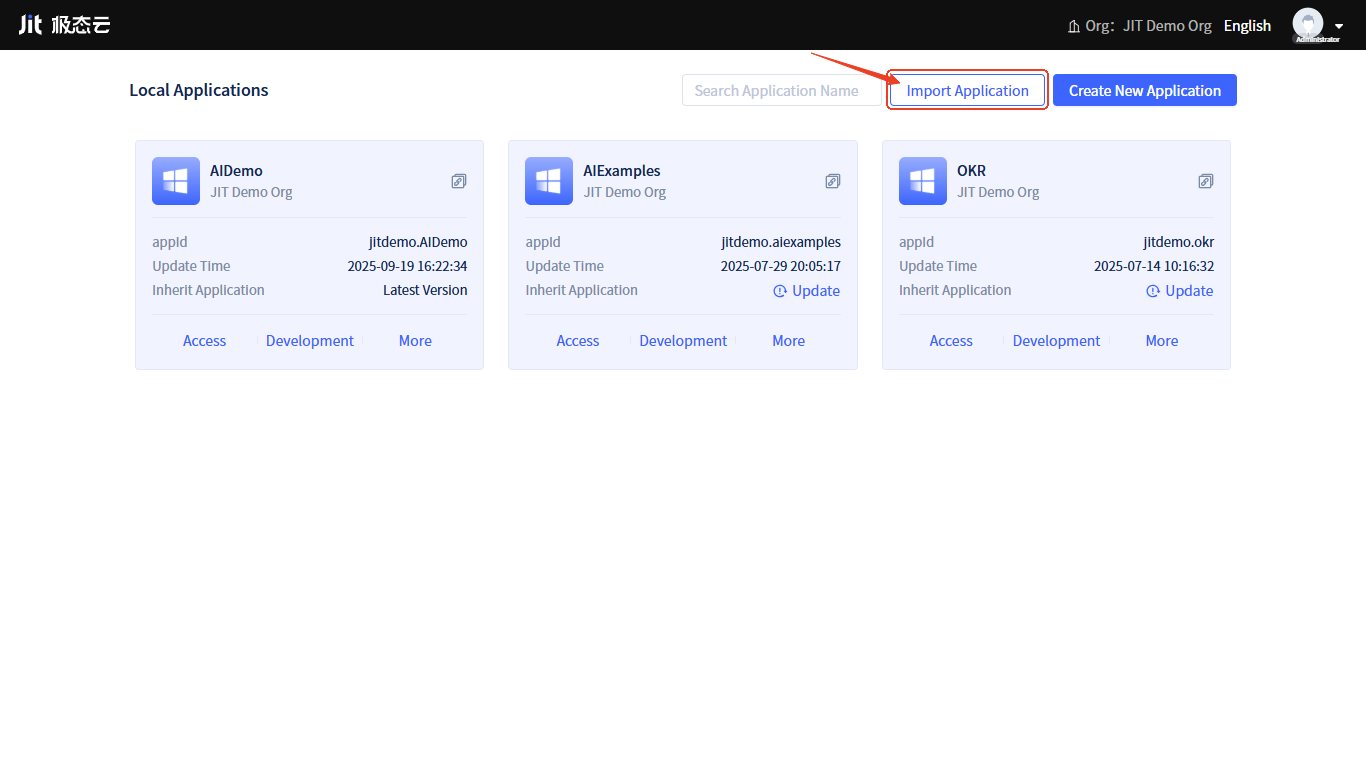 Jit 极态云
Org： JIT Demo Org English
Administrator
Local Applications
Search Application Name
Import Application
Create New Application
AIDemo
JIT Demo Org
appId jitdemo.AIDemo
Update Time 2025-09-19 16:22:34
Inherit Application Latest Version
Access Development More
AIExamples
JIT Demo Org
appId jitdemo.aiexamples
Update Time 2025-07-29 20:05:17
Inherit Application Update
Access Development More
OKR
JIT Demo Org
appId jitdemo.okr
Update Time 2025-07-14 10:16:32
Inherit Application Update
Access Development More